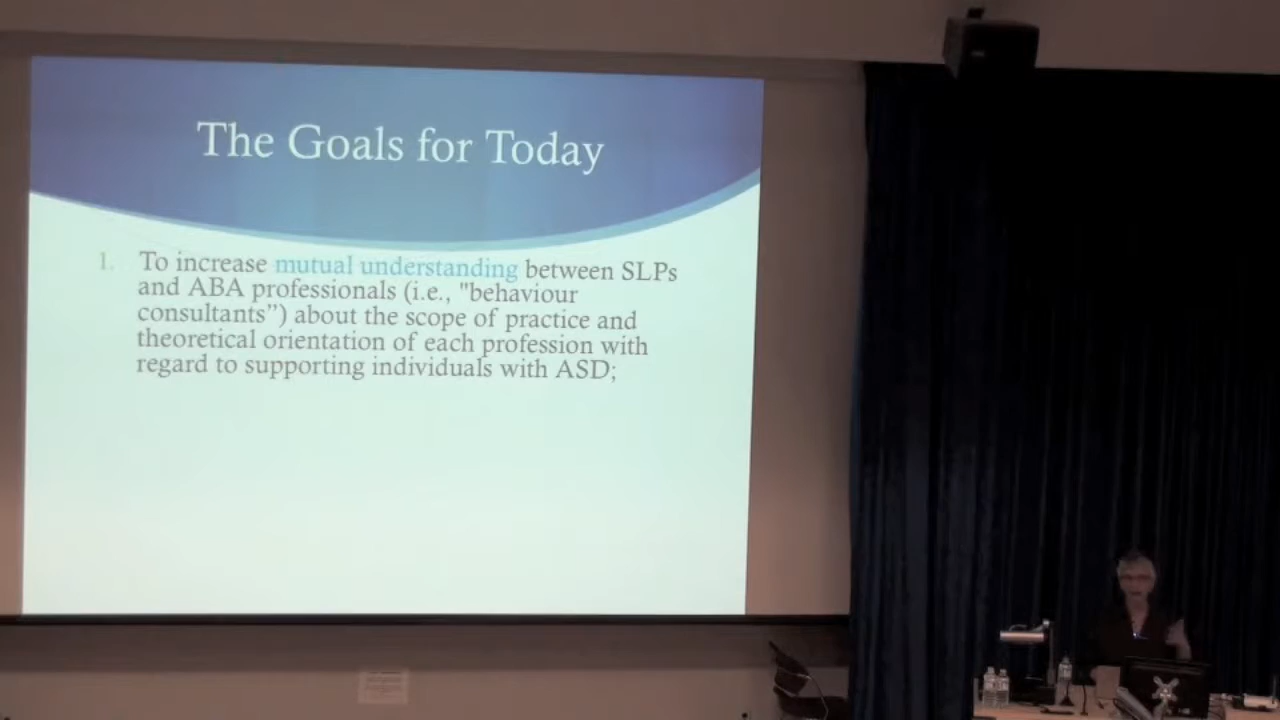 The Goals for Today
1. To increase mutual understanding between SLPs
and ABA professionals (i.e., "behaviour
consultants”) about the scope of practice and
theoretical orientation of each profession with
regard to supporting individuals with ASD;